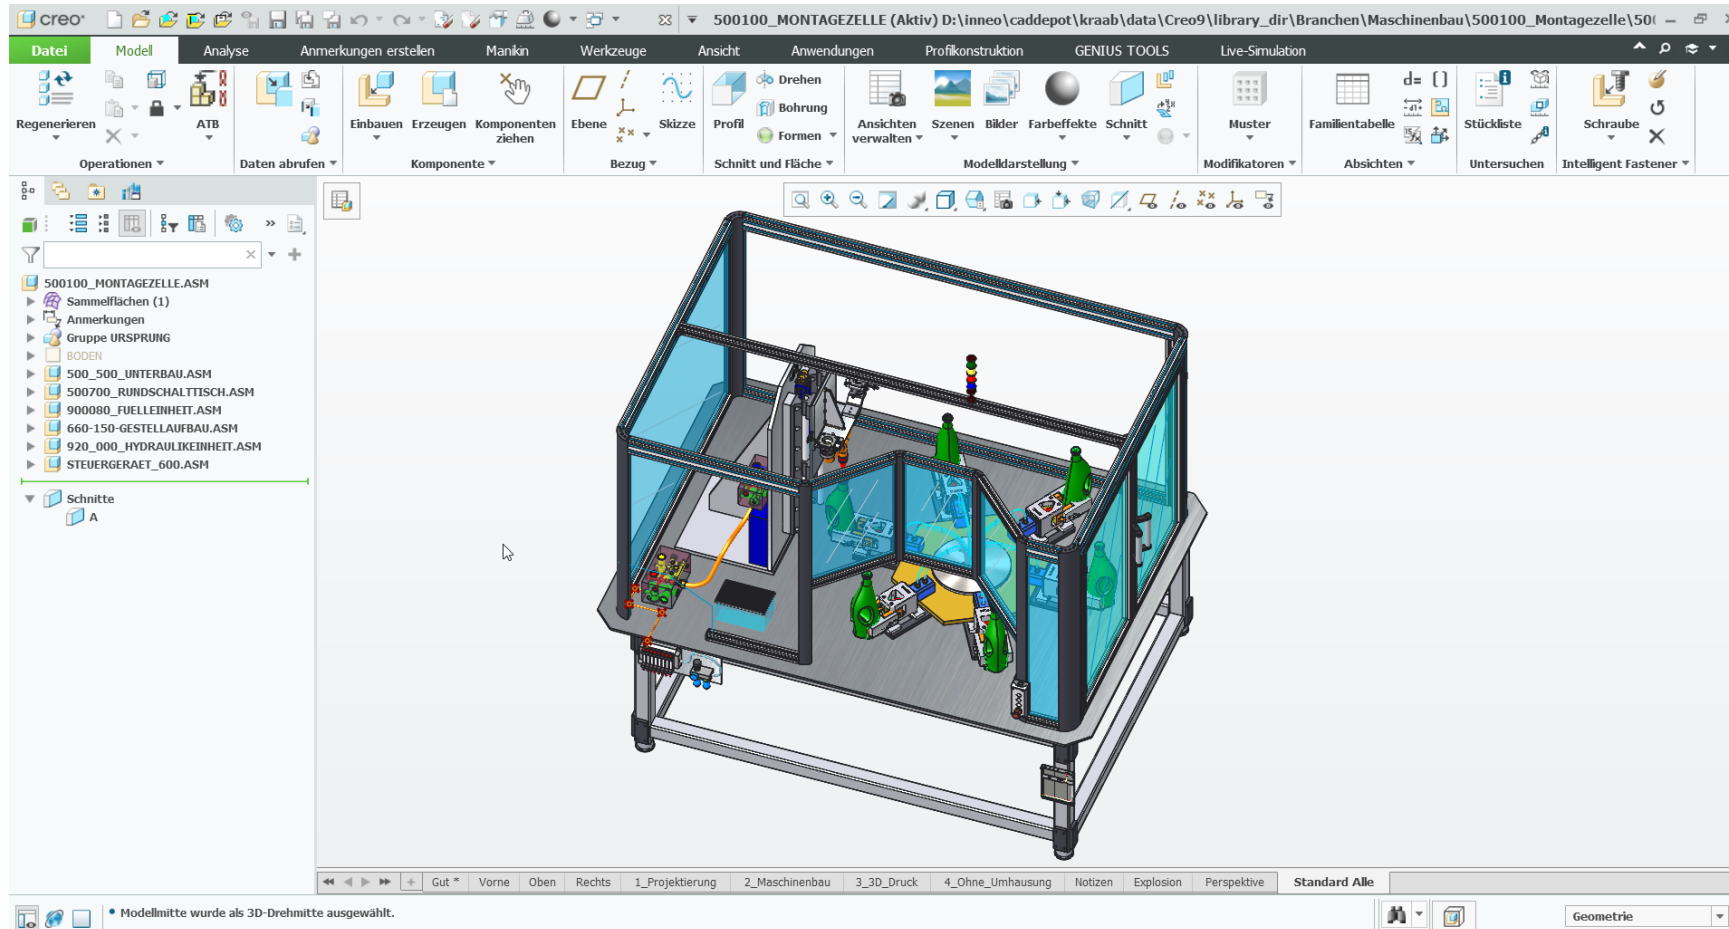 creo® 500100_MONTAGEZELLE (Aktiv) D:\inneo\caddepot\kraab\data\Creo9\library_dir\Branchen\Maschinenbau\500100_Montagezelle\50
Datei Modell Analyse Anmerkungen erstellen Manikin Werkzeuge Ansicht Anwendungen Profilkonstruktion GENIUS TOOLS Live-Simulation
Regenerieren
ATB
Operationen
Daten abrufen
Einbauen Erzeugen Komponenten ziehen
Komponente
Ebene Skizze
Bezug
Profil
Drehen
Bohrung
Formen
Schnitt und Fläche
Ansichten verwalten Szenen Bilder Farbeffekte Schnitt
Modelldarstellung
Muster
Modifikatoren
Familientabelle
d= [ ]
Absichten
Stückliste
Untersuchen
Schraube
Intelligent Fastener
500100_MONTAGEZELLE.ASM
Sammelflächen (1)
Anmerkungen
Gruppe URSPRUNG
BODEN
500_500_UNTERBAU.ASM
500700_RUNDSCHALTTISCH.ASM
900080_FUELLEINHEIT.ASM
660-150-GESTELLAUFBAU.ASM
920_000_HYDRAULIKEINHEIT.ASM
STEUERGERAET_600.ASM
Schnitte
A
Gut * Vorne Oben Rechts 1_Projektierung 2_Maschinenbau 3_3D_Druck 4_Ohne_Umhausung Notizen Explosion Perspektive Standard Alle
• Modellmitte wurde als 3D-Drehmitte ausgewählt.
Geometrie